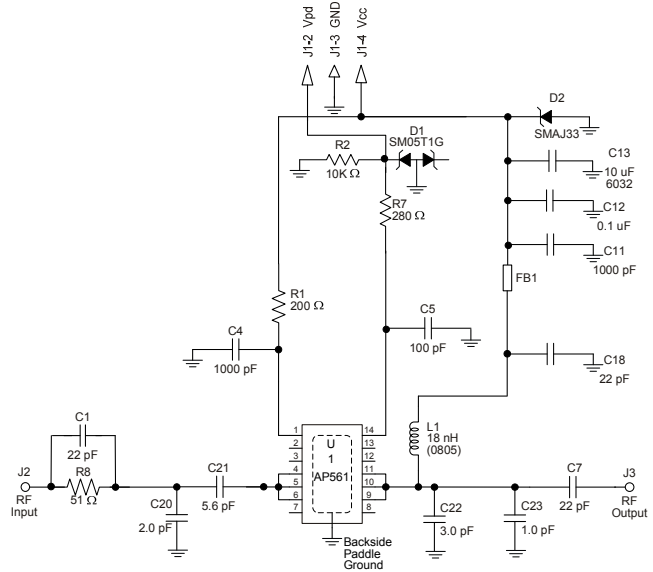 J1-2 Vpd
J1-3 GND
J1-4 Vcc
D2
SMAJ33
D1
SM05T1G
R2
10K Ω
C13
10 uF
6032
R7
280 Ω
C12
0.1 uF
C11
1000 pF
FB1
R1
200 Ω
C4
1000 pF
C5
100 pF
C18
22 pF
L1
18 nH
(0805)
1
2
3
4
5
6
7
U
1
AP561
14
13
12
11
10
9
8
C1
22 pF
J2
RF
Input
R8
51 Ω
C21
5.6 pF
C20
2.0 pF
C22
3.0 pF
C23
1.0 pF
C7
22 pF
J3
RF
Output
Backside
Paddle
Ground